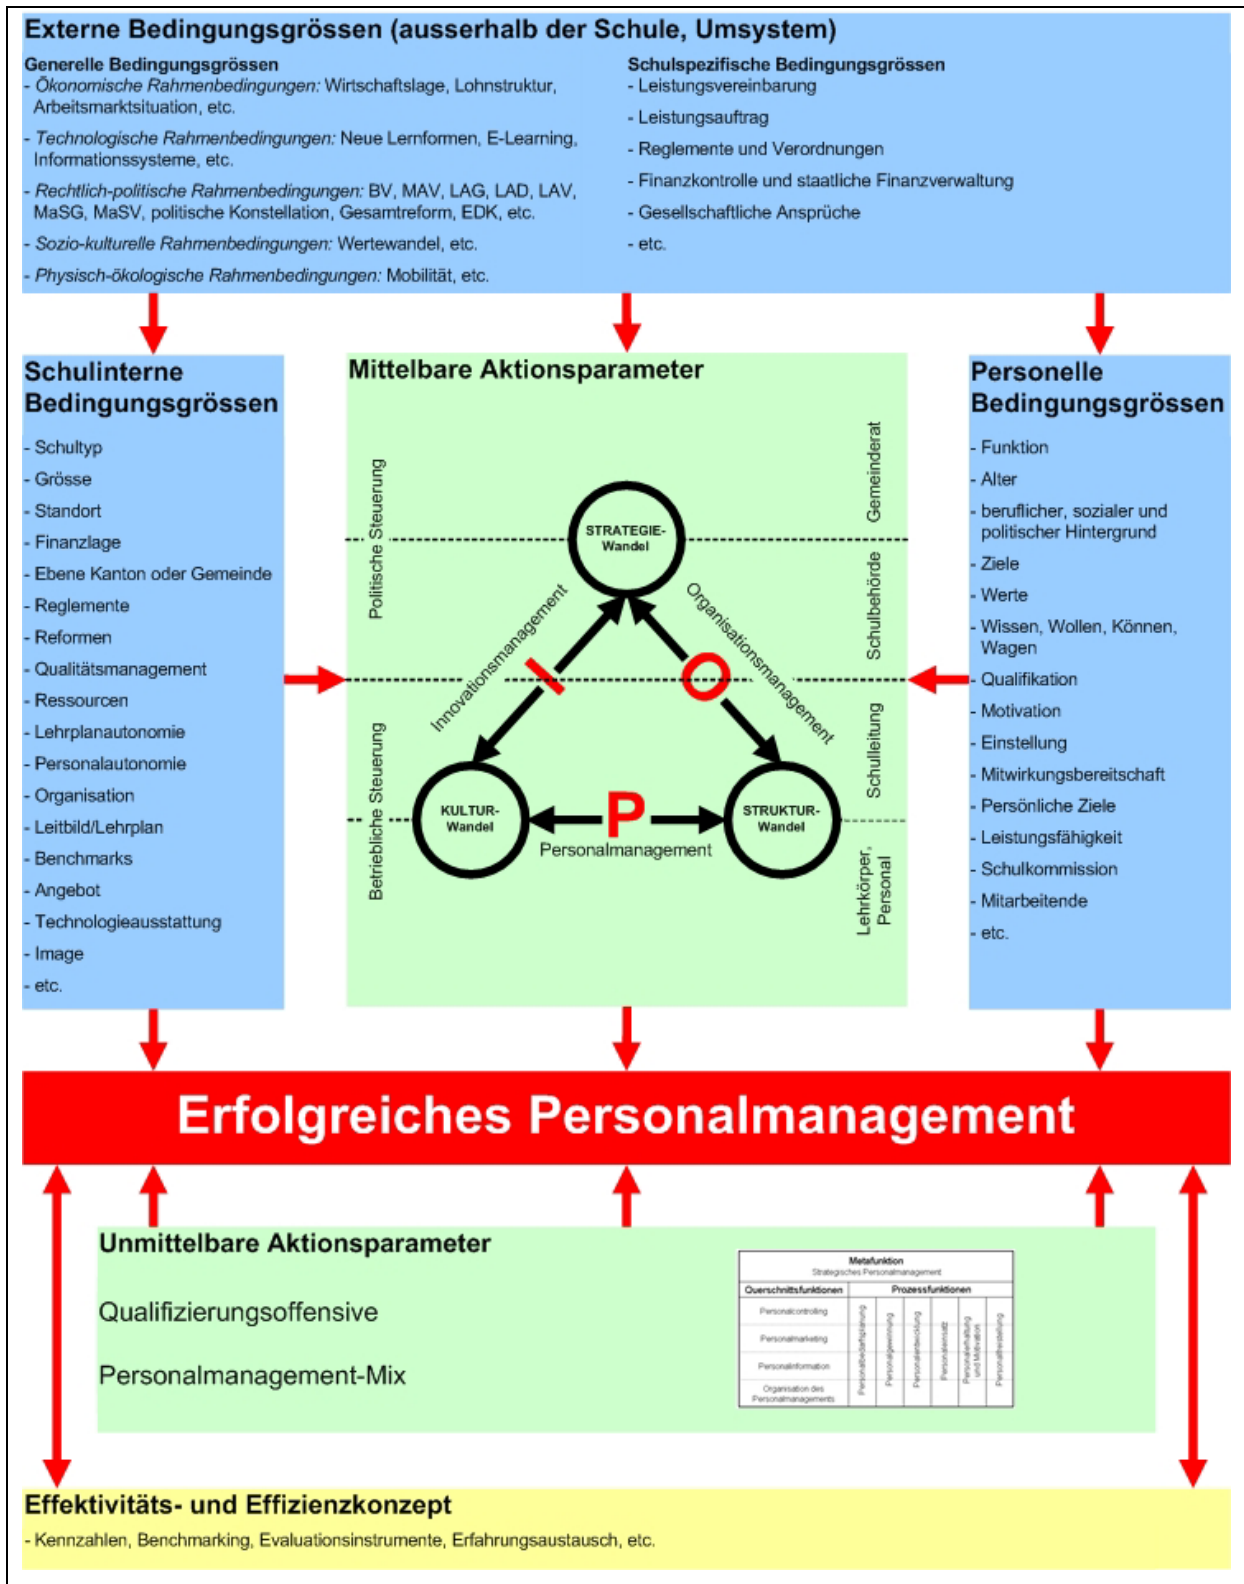 Externe Bedingungsgrössen (ausserhalb der Schule, Umsystem)
Generelle Bedingungsgrössen
- Ökonomische Rahmenbedingungen: Wirtschaftslage, Lohnstruktur,
Arbeitsmarktsituation, etc.
- Technologische Rahmenbedingungen: Neue Lernformen, E-Learning,
Informationssysteme, etc.
- Rechtlich-politische Rahmenbedingungen: BV, MAV, LAG, LAD, LAV,
MaSG, MaSV, politische Konstellation, Gesamtreform, EDK, etc.
- Sozio-kulturelle Rahmenbedingungen: Wertewandel, etc.
- Physisch-ökologische Rahmenbedingungen: Mobilität, etc.
Schulspezifische Bedingungsgrössen
- Leistungsvereinbarung
- Leistungsauftrag
- Reglemente und Verordnungen
- Finanzkontrolle und staatliche Finanzverwaltung
- Gesellschaftliche Ansprüche
- etc.
Schulinterne
Bedingungsgrössen
- Schultyp
- Grösse
- Standort
- Finanzlage
- Ebene Kanton oder Gemeinde
- Reglemente
- Reformen
- Qualitätsmanagement
- Ressourcen
- Lehrplanautonomie
- Personalautonomie
- Organisation
- Leitbild/Lehrplan
- Benchmarks
- Angebot
- Technologieausstattung
- Image
- etc.
Mittelbare Aktionsparameter
Politische Steuerung
Betriebliche Steuerung
Gemeinderat
Schulbehörde
Schulleitung
Lehrkörper,
Personal
STRATEGIE-
Wandel
Innovationsmanagement
I
Organisationsmanagement
O
KULTUR-
Wandel
P
Personalmanagement
STRUKTUR-
Wandel
Personelle
Bedingungsgrössen
- Funktion
- Alter
- beruflicher, sozialer und
politischer Hintergrund
- Ziele
- Werte
- Wissen, Wollen, Können,
Wagen
- Qualifikation
- Motivation
- Einstellung
- Mitwirkungsbereitschaft
- Persönliche Ziele
- Leistungsfähigkeit
- Schulkommission
- Mitarbeitende
- etc.
Erfolgreiches Personalmanagement
Unmittelbare Aktionsparameter
Qualifizierungsoffensive
Personalmanagement-Mix
Metafunktion
Strategisches Personalmanagement
Querschnittsfunktionen
Prozessfunktionen
Personalcontrolling
Personalmarketing
Personalinformation
Organisation des
Personalmanagements
Personalbedarfsplanung
Personalgewinnung
Personalentwicklung
Personaleinsatz
Personalerhaltung
und Motivation
Personalfreistellung
Effektivitäts- und Effizienzkonzept
- Kennzahlen, Benchmarking, Evaluationsinstrumente, Erfahrungsaustausch, etc.